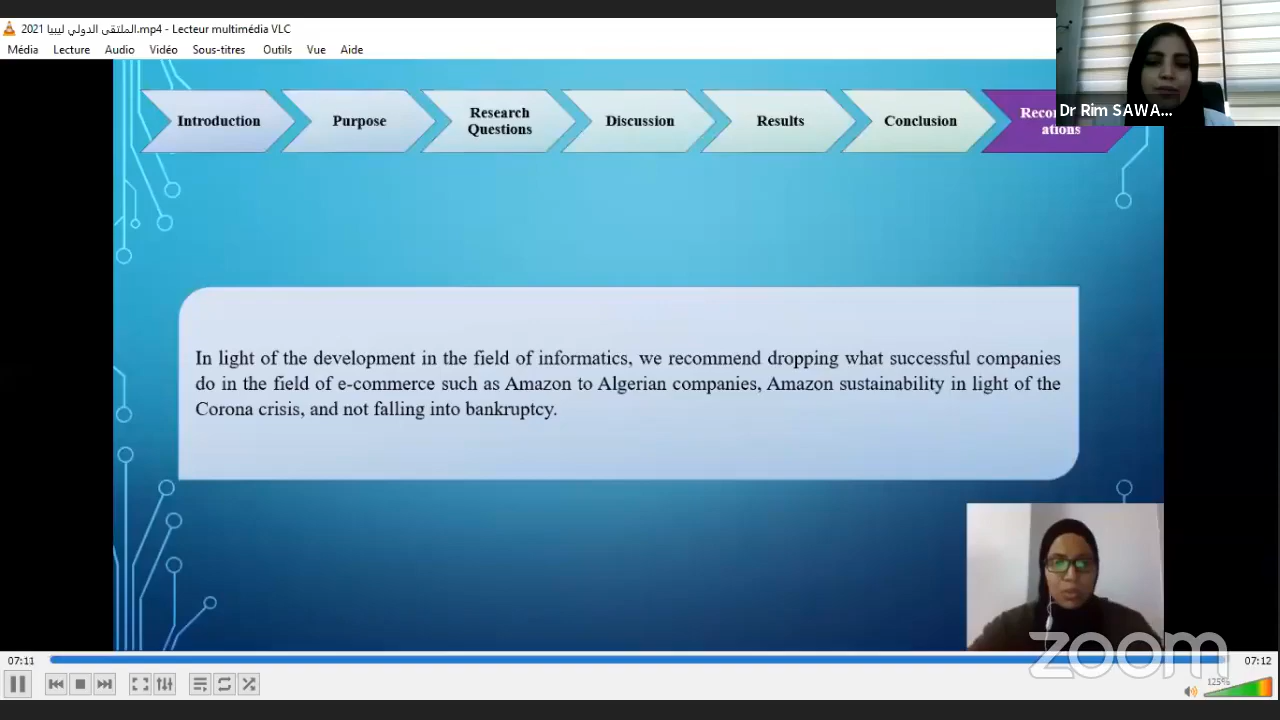 الملتقى الدولي ليبيا 2021.mp4 - Lecteur multimédia VLC
Média Lecture Audio Vidéo Sous-titres Outils Vue Aide
Dr Rim SAWA...
Introduction
Purpose
Research
Questions
Discussion
Results
Conclusion
ations
In light of the development in the field of informatics, we recommend dropping what successful companies
do in the field of e-commerce such as Amazon to Algerian companies, Amazon sustainability in light of the
Corona crisis, and not falling into bankruptcy.
zoom
07:11
07:12
125%